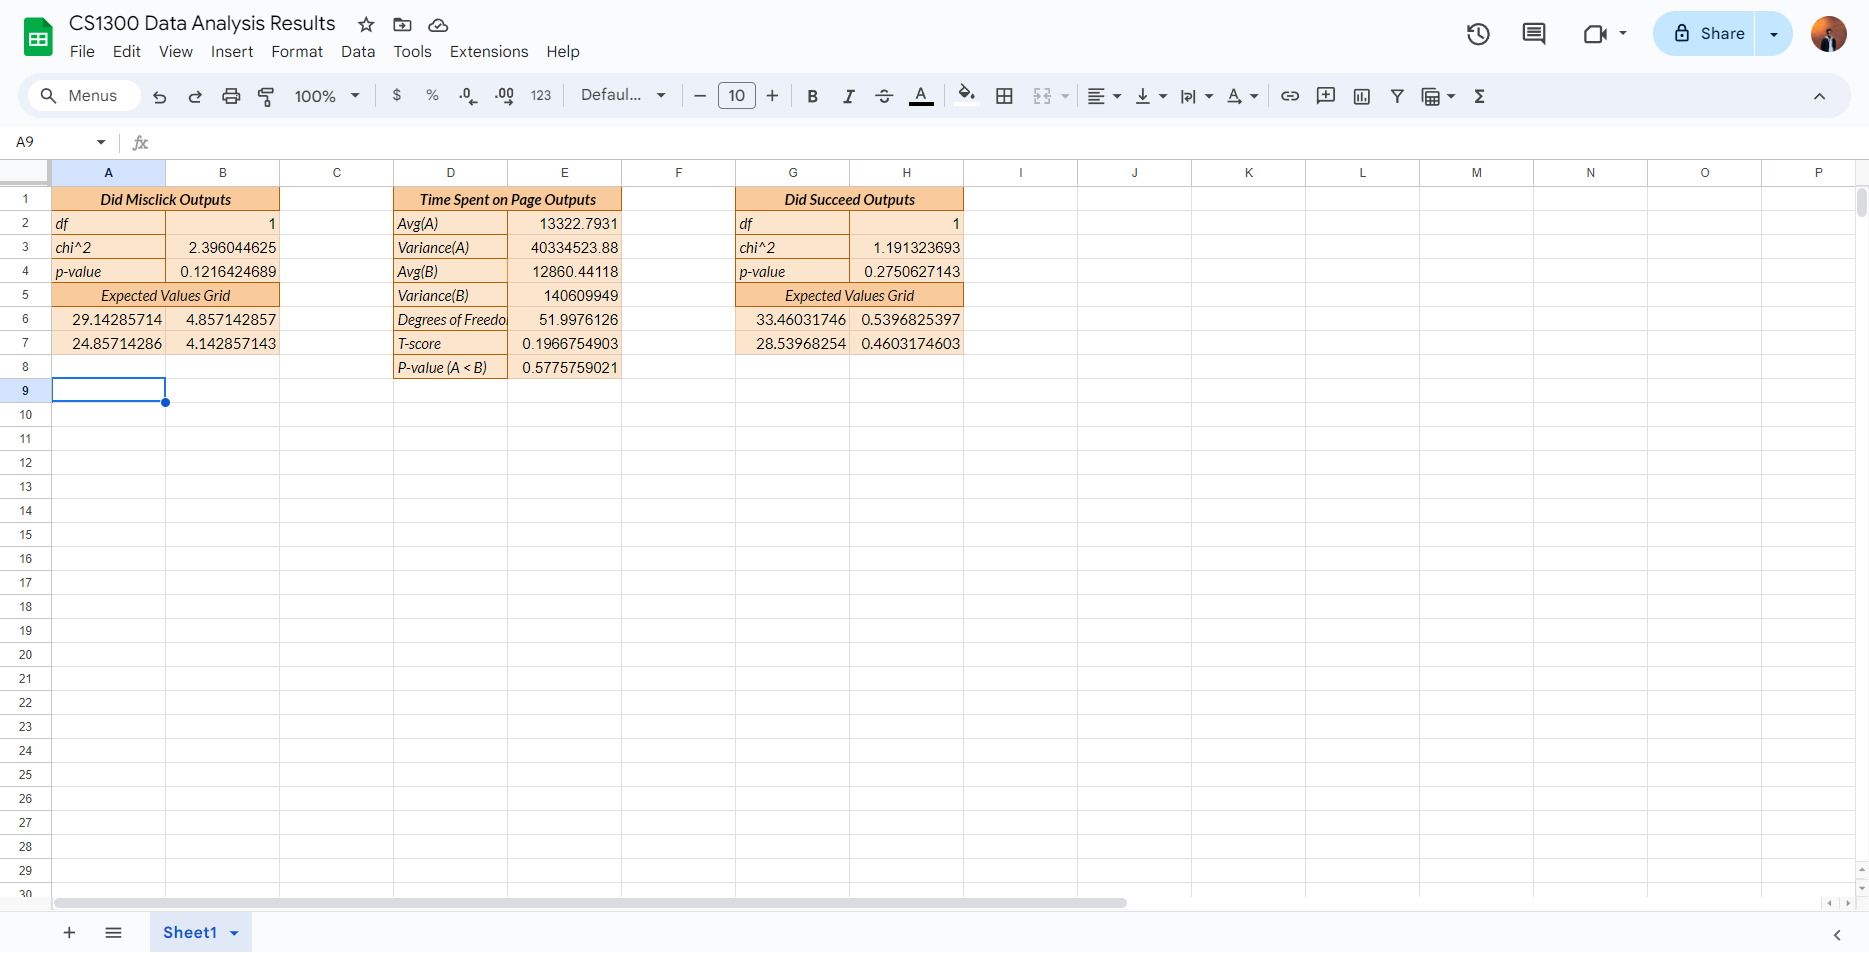 CS1300 Data Analysis Results
File Edit View Insert Format Data Tools Extensions Help
Share
Menus 100% $ % .0 .00 123 Defaul... 10 B I A
A9 fx
A B C D E F G H I J K L M N O P
1 Did Misclick Outputs Time Spent on Page Outputs Did Succeed Outputs
2 df 1 Avg(A) 13322.7931 df 1
3 chi^2 2.396044625 Variance(A) 40334523.88 chi^2 1.191323693
4 p-value 0.1216424689 Avg(B) 12860.44118 p-value 0.2750627143
5 Expected Values Grid Variance(B) 140609949 Expected Values Grid
6 29.14285714 4.857142857 Degrees of Freedo 51.9976126 33.46031746 0.5396825397
7 24.85714286 4.142857143 T-score 0.1966754903 28.53968254 0.4603174603
8 P-value (A < B) 0.5775759021
9
10
11
12
13
14
15
16
17
18
19
20
21
22
23
24
25
26
27
28
29
30
Sheet1